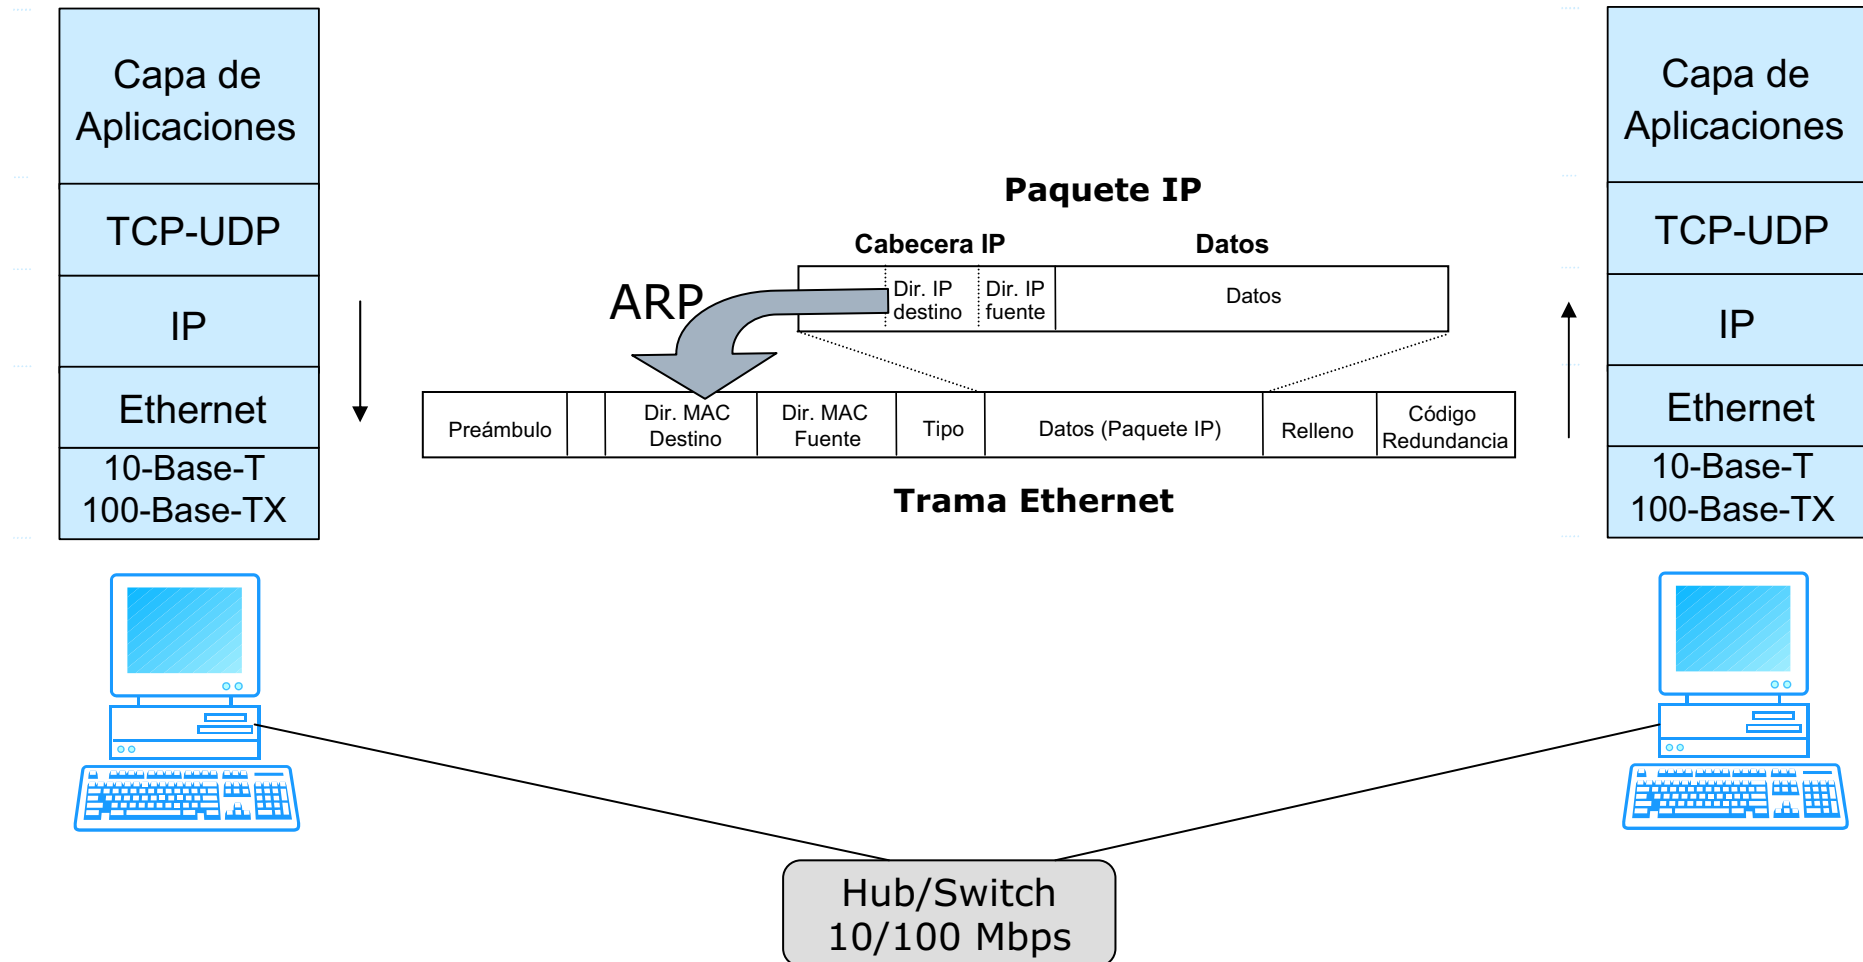 Capa de
Aplicaciones
TCP-UDP
IP
Ethernet
10-Base-T
100-Base-TX
Paquete IP
Cabecera IP
Datos
ARP
Dir. IP
destino
Dir. IP
fuente
Datos
Preámbulo
Dir. MAC
Destino
Dir. MAC
Fuente
Tipo
Datos (Paquete IP)
Relleno
Código
Redundancia
Trama Ethernet
Capa de
Aplicaciones
TCP-UDP
IP
Ethernet
10-Base-T
100-Base-TX
Hub/Switch
10/100 Mbps